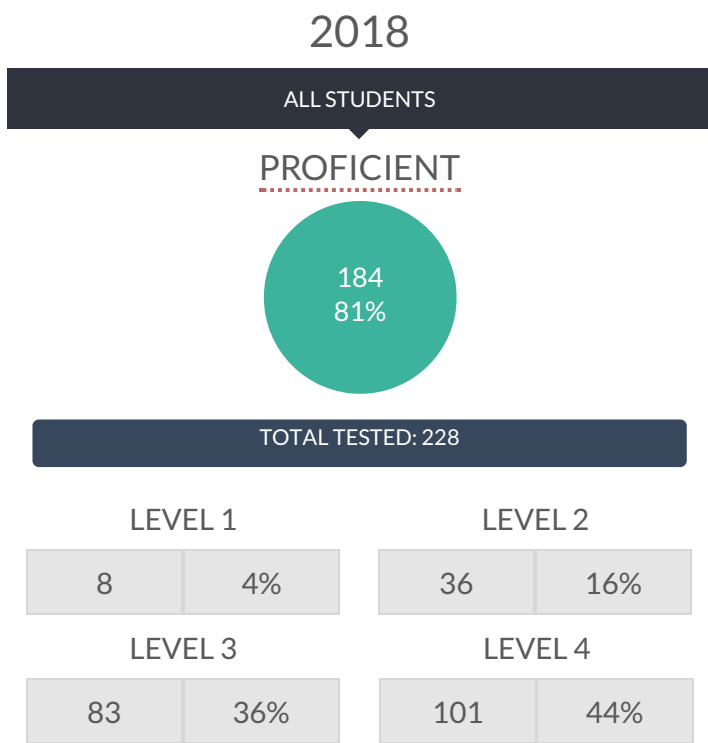 2018
ALL STUDENTS
PROFICIENT
184
81%
TOTAL TESTED: 228
LEVEL 1
LEVEL 2
8
4%
36
16%
LEVEL 3
LEVEL 4
83
36%
101
44%